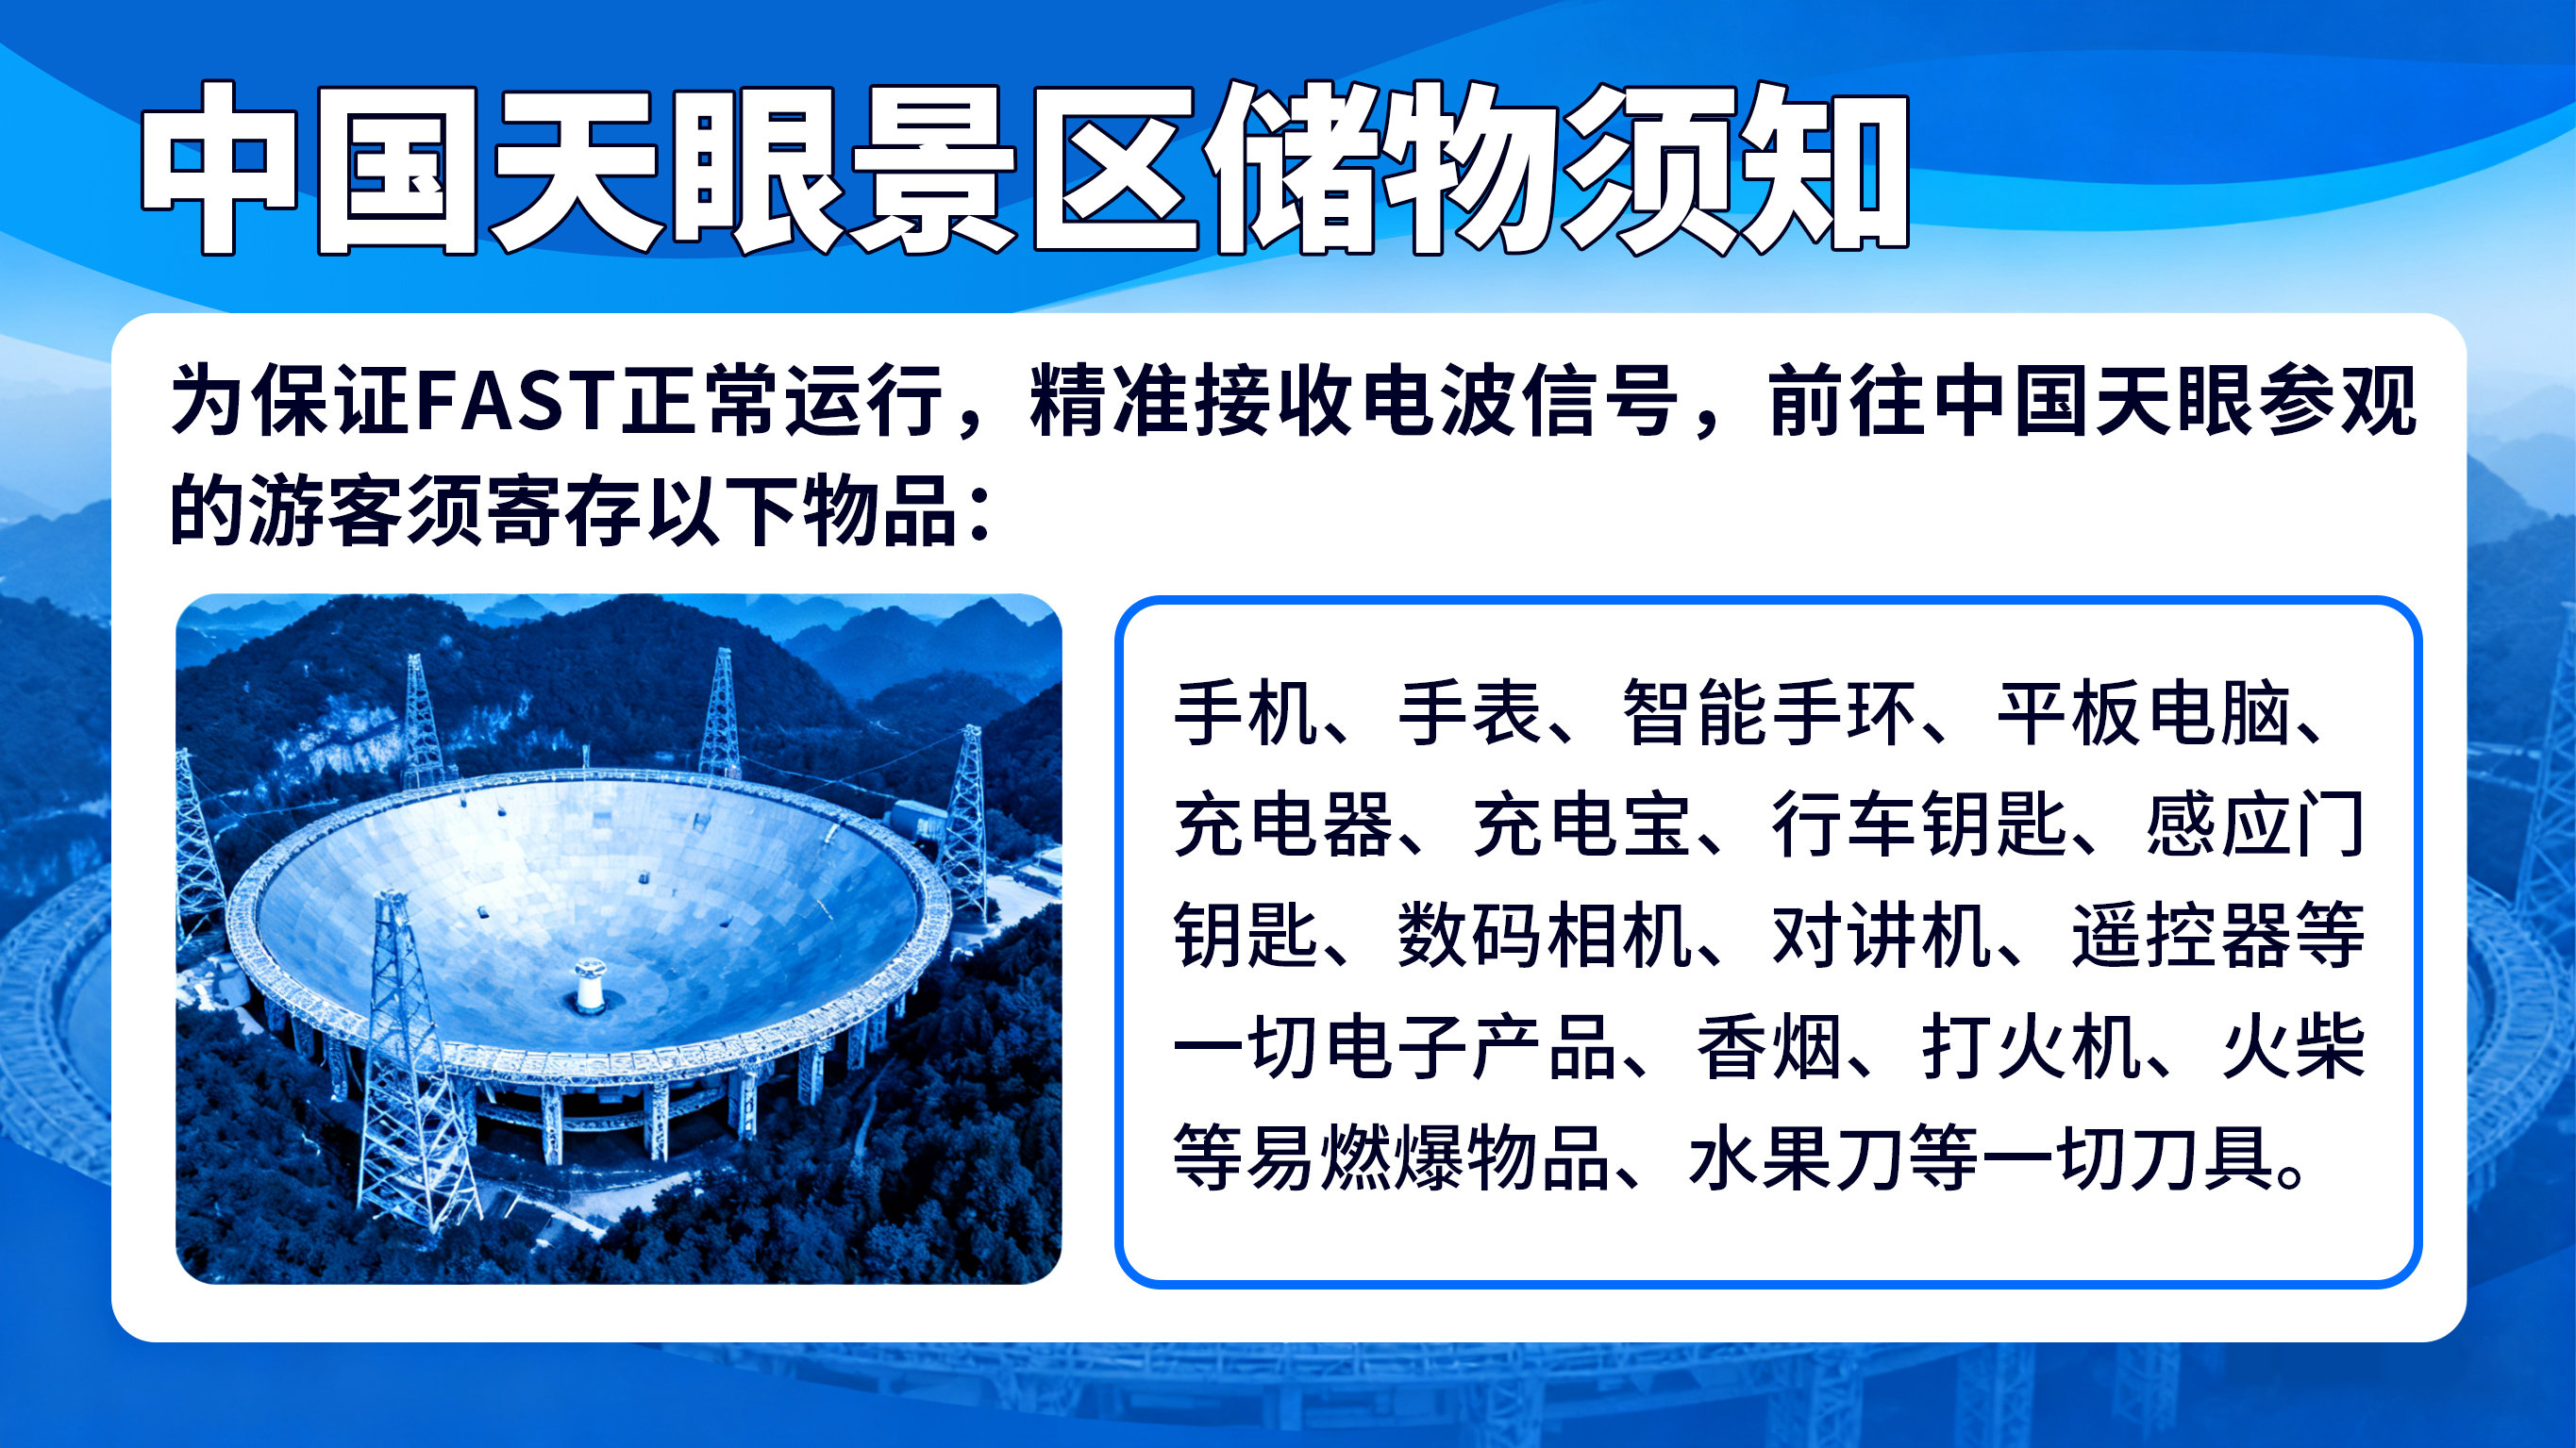 中国天眼景区储物须知
为保证FAST正常运行，精准接收电波信号，前往中国天眼参观
的游客须寄存以下物品：
手机、手表、智能手环、平板电脑、
充电器、充电宝、行车钥匙、感应门
钥匙、数码相机、对讲机、遥控器等
一切电子产品、香烟、打火机、火柴
等易燃爆物品、水果刀等一切刀具。